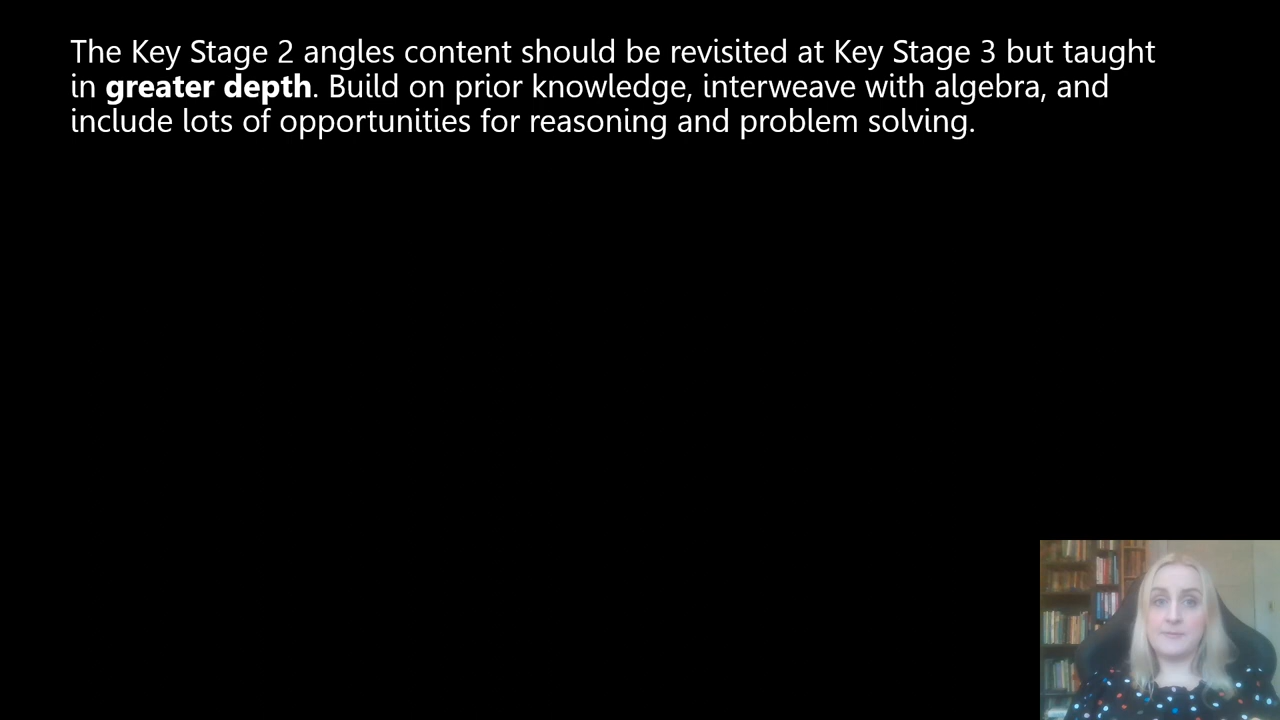 The Key Stage 2 angles content should be revisited at Key Stage 3 but taught
in greater depth. Build on prior knowledge, interweave with algebra, and
include lots of opportunities for reasoning and problem solving.